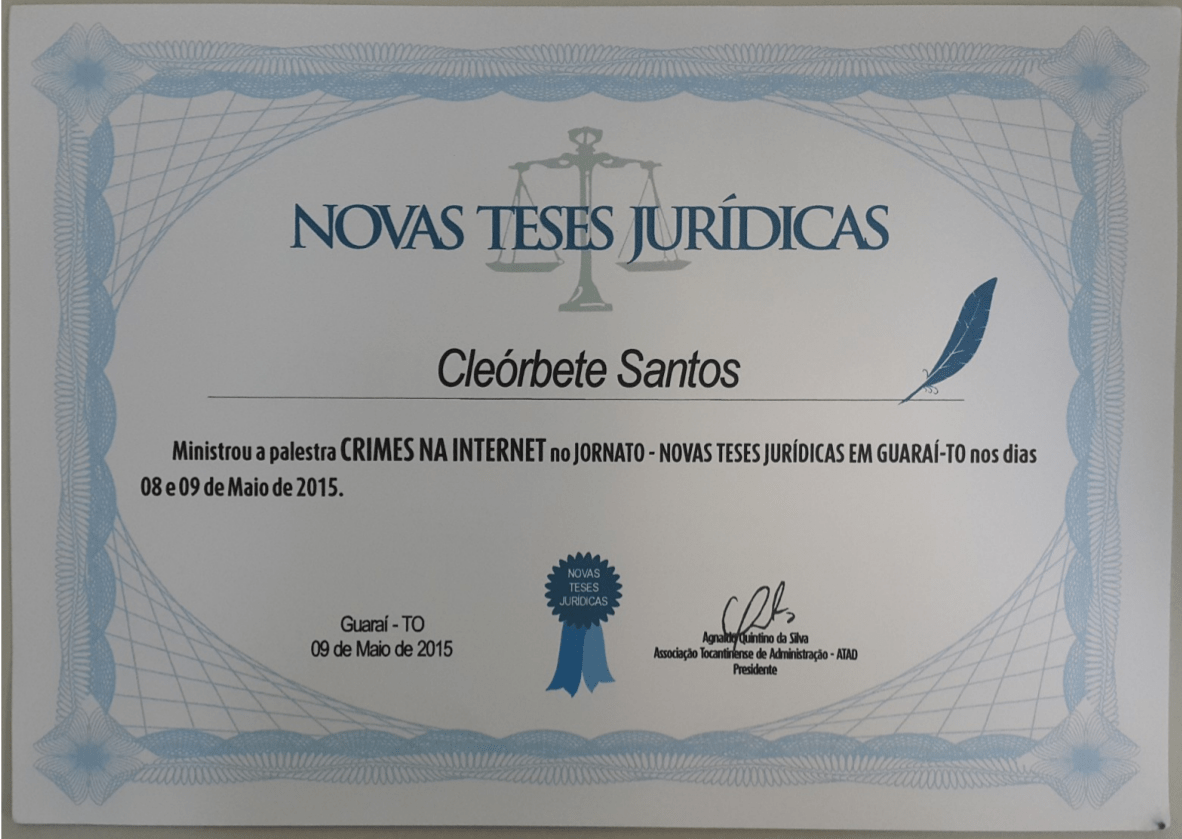 NOVAS TESES JURÍDICAS
Cleórbete Santos
Ministrou a palestra CRIMES NA INTERNET no JORNATO - NOVAS TESES JURÍDICAS EM GUARAÍ-TO nos dias
08 e 09 de Maio de 2015.
NOVAS
TESES
JURÍDICAS
Guaraí - TO
09 de Maio de 2015
Agnaldo Quintino da Silva
Associação Tocantinense de Administração - ATAD
Presidente